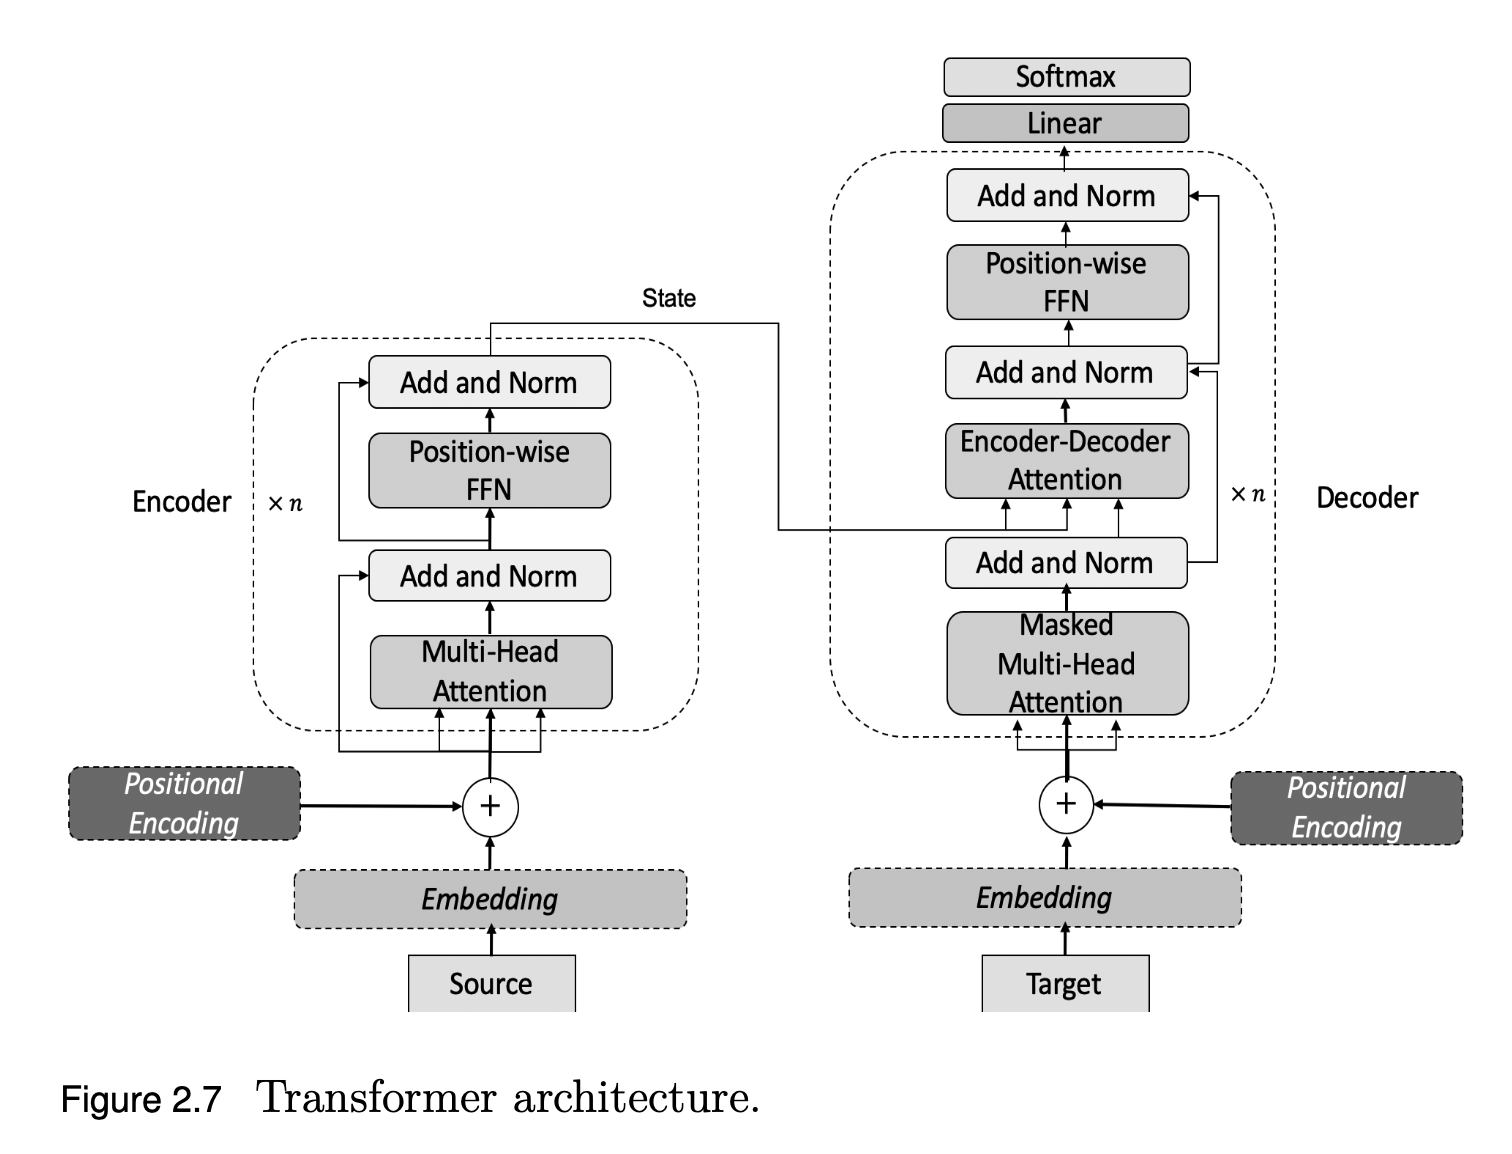 Softmax
Linear
Add and Norm
Position-wise
FFN
Add and Norm
Encoder-Decoder
Attention
Add and Norm
Masked
Multi-Head
Attention
× n
Decoder
State
Add and Norm
Position-wise
FFN
Add and Norm
Multi-Head
Attention
Encoder
× n
Positional
Encoding
+
Embedding
Source
+
Positional
Encoding
Embedding
Target
Figure 2.7 Transformer architecture.